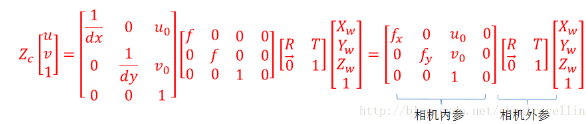 Z_c [u v 1] = [1/dx 0 u_0; 0 1/dy v_0; 0 0 1] [f 0 0 0; 0 f 0 0; 0 0 1 0] [R T; 0⃗ 1] [X_w Y_w Z_w 1] = [f_x 0 u_0 0; 0 f_y v_0 0; 0 0 1 0] [R T; 0⃗ 1] [X_w Y_w Z_w 1]
相机内参 相机外参